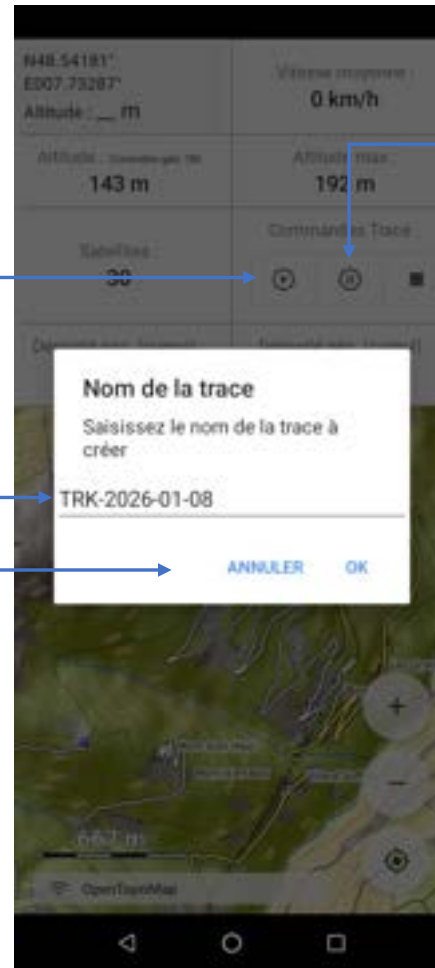 N48.54181°
E007.73287°
Altitude : __ m
Vitesse moyenne :
0 km/h
Altitude :
143 m
Altitude max :
192 m
Satellites :
30
Commandes Trace
Nom de la trace
Saisissez le nom de la trace à
créer
TRK-2026-01-08
ANNULER OK
+
−
667 m
OpenTopoMap